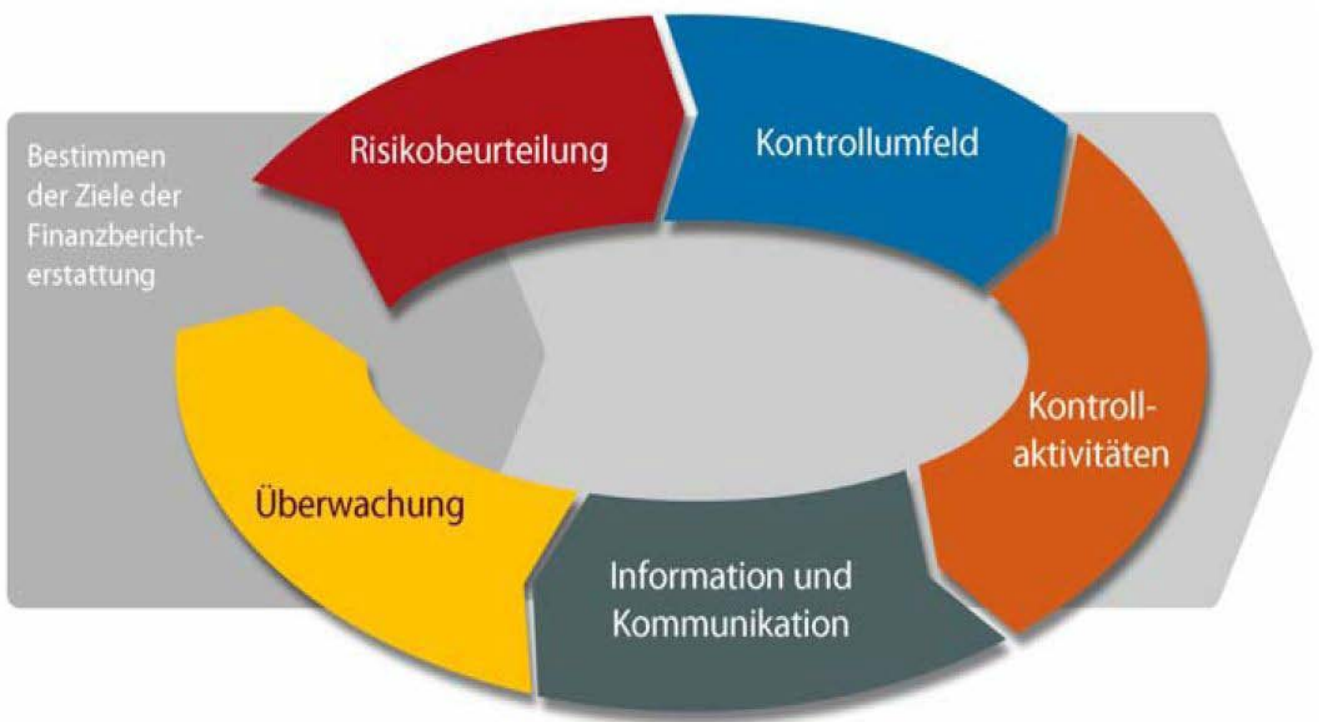 Bestimmen
der Ziele der
Finanzbericht-
erstattung
Risikobeurteilung
Kontrollumfeld
Kontroll-
aktivitäten
Information und
Kommunikation
Überwachung